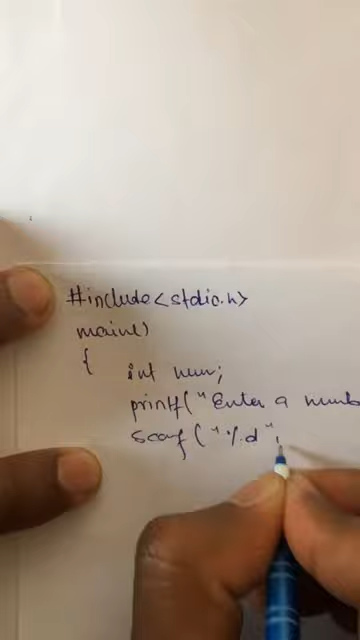 #include<stdio.h>
main()
{
int num;
printf("Enter a numb
scanf("%d",